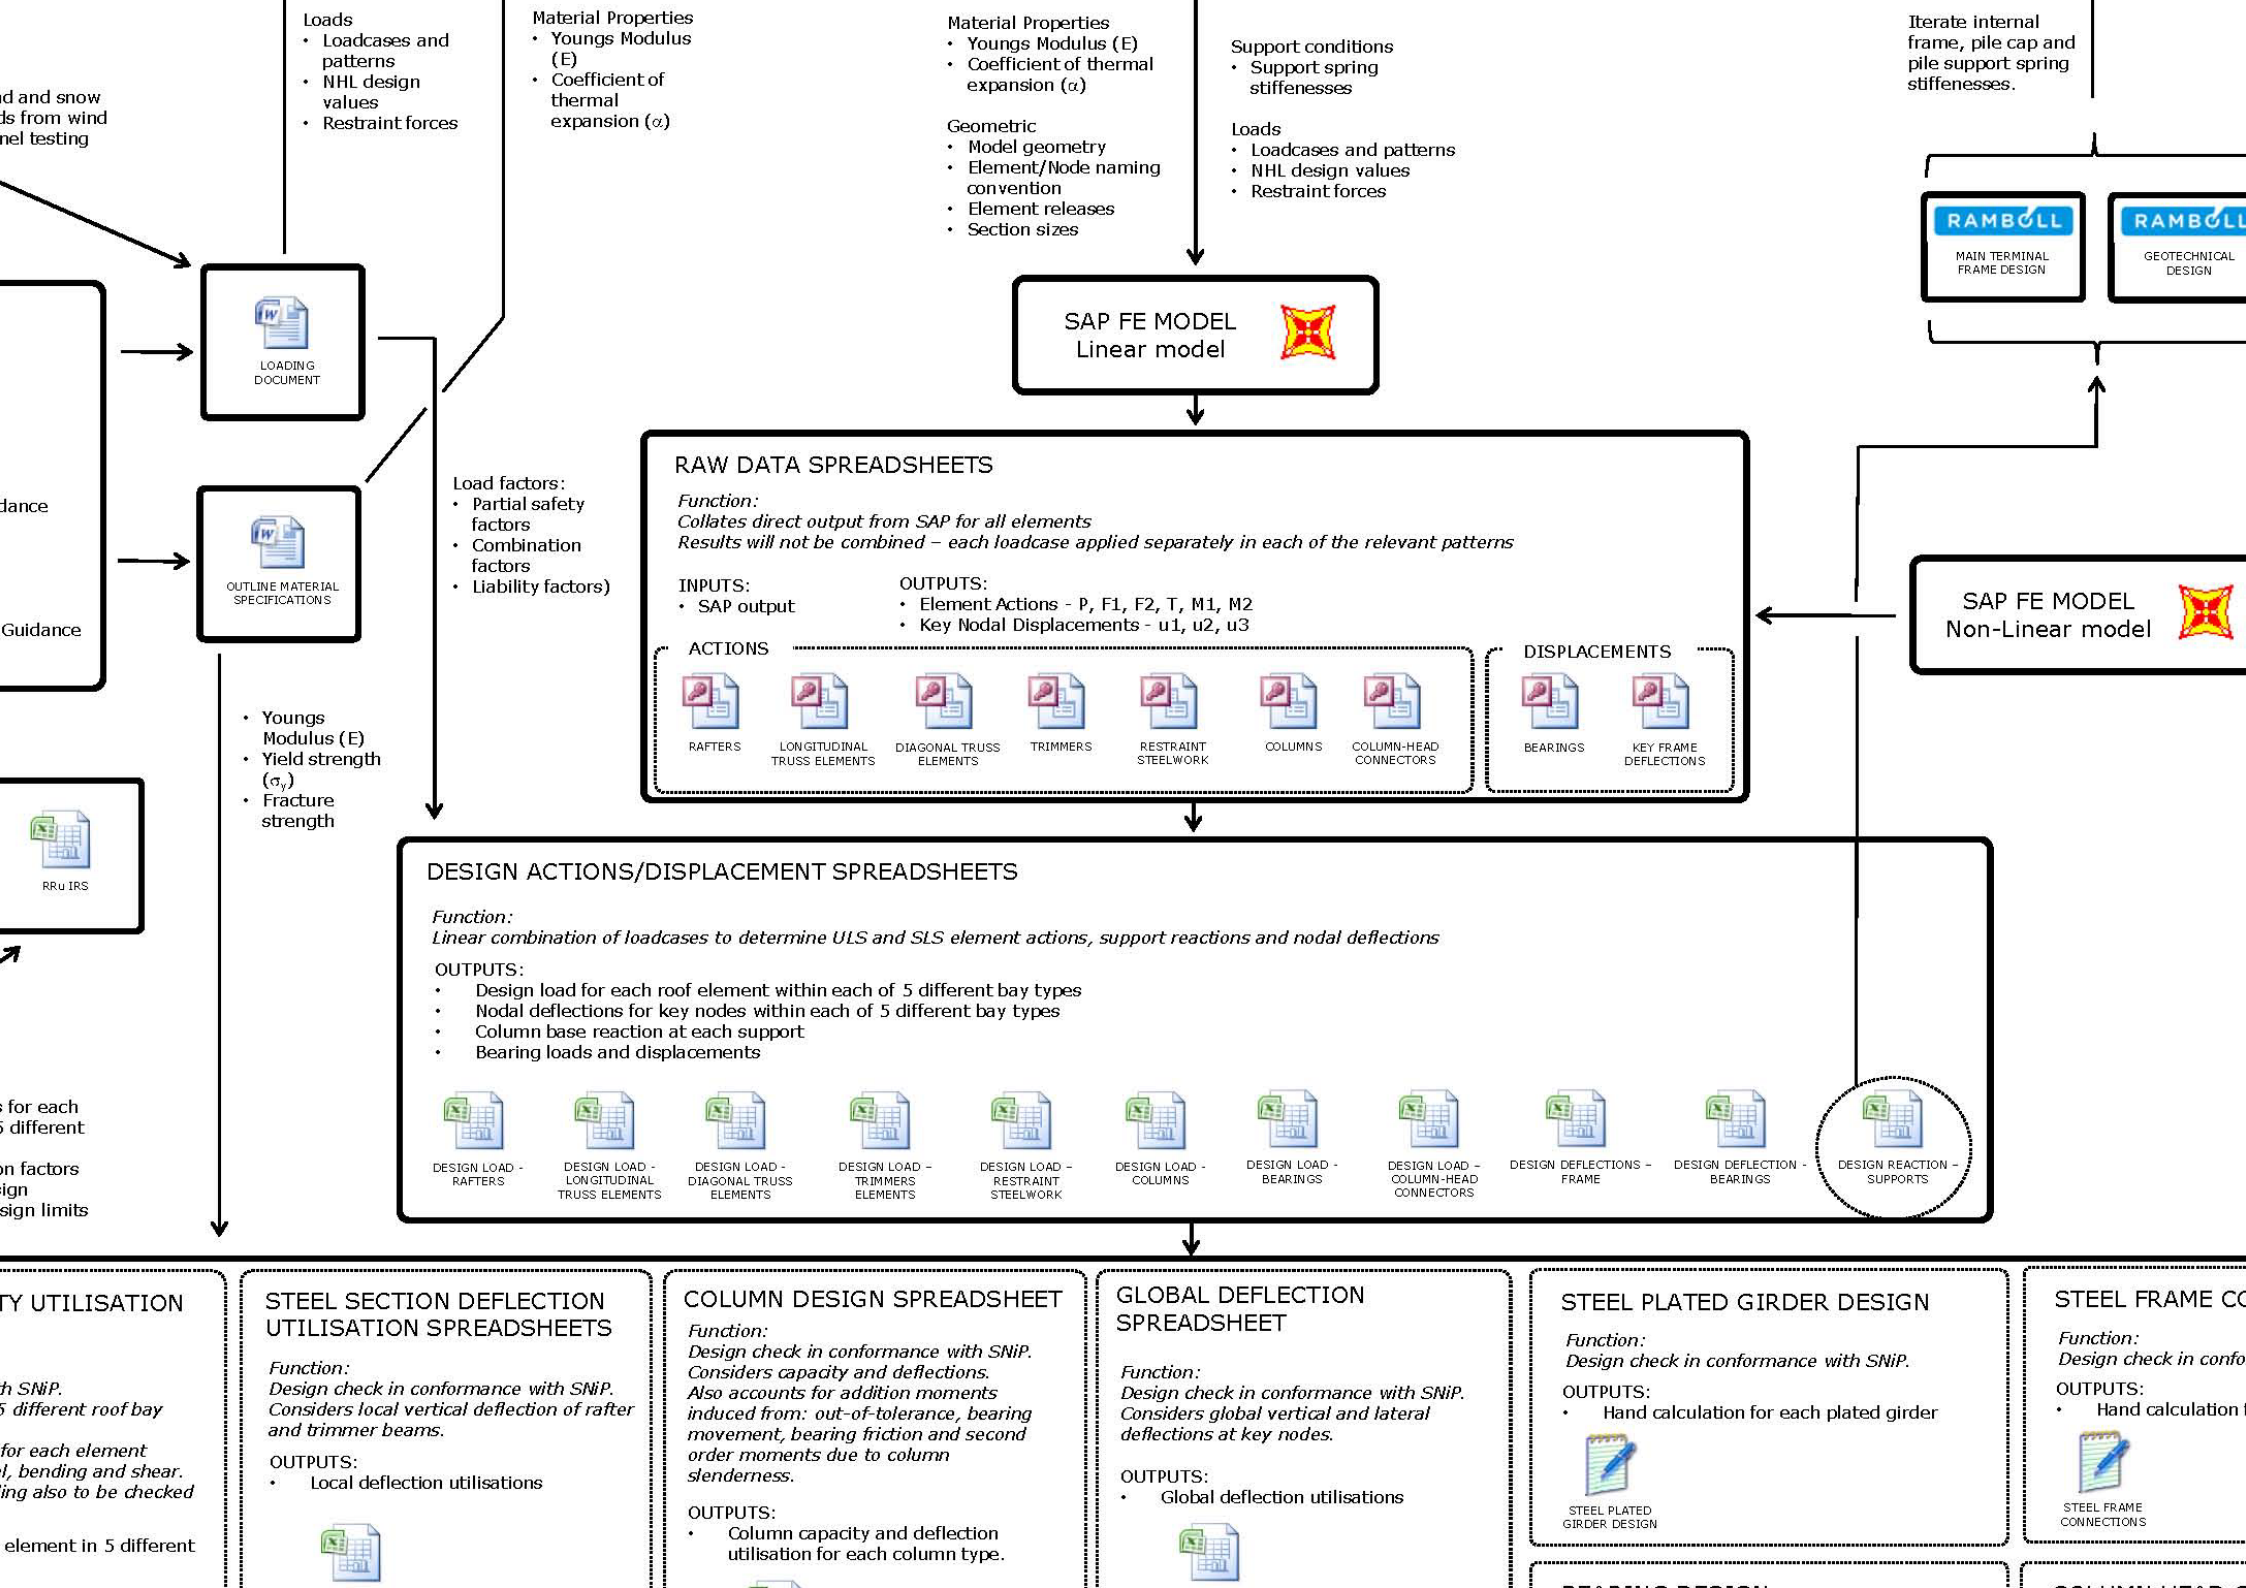 Loads
• Loadcases and
patterns
• NHL design
values
• Restraint forces
Material Properties
• Youngs Modulus
(E)
• Coefficient of
thermal
expansion (α)
Material Properties
• Youngs Modulus (E)
• Coefficient of thermal
expansion (α)
Geometric
• Model geometry
• Element/Node naming
convention
• Element releases
• Section sizes
Support conditions
• Support spring
stiffenesses
Loads
• Loadcases and patterns
• NHL design values
• Restraint forces
Iterate internal
frame, pile cap and
pile support spring
stiffenesses.
and snow
from wind
testing
RAMBOLL
MAIN TERMINAL
FRAME DESIGN
RAMBOLL
GEOTECHNICAL
DESIGN
LOADING
DOCUMENT
SAP FE MODEL
Linear model
OUTLINE MATERIAL
SPECIFICATIONS
Guidance
Load factors:
• Partial safety
factors
• Combination
factors
• Liability factors)
RAW DATA SPREADSHEETS
Function:
Collates direct output from SAP for all elements
Results will not be combined – each loadcase applied separately in each of the relevant patterns
INPUTS:
• SAP output
OUTPUTS:
• Element Actions - P, F1, F2, T, M1, M2
• Key Nodal Displacements - u1, u2, u3
ACTIONS
RAFTERS
LONGITUDINAL
TRUSS ELEMENTS
DIAGONAL TRUSS
ELEMENTS
TRIMMERS
RESTRAINT
STEELWORK
COLUMNS
COLUMN-HEAD
CONNECTORS
DISPLACEMENTS
BEARINGS
KEY FRAME
DEFLECTIONS
SAP FE MODEL
Non-Linear model
• Youngs
Modulus (E)
• Yield strength
(σy)
• Fracture
strength
RRu IRS
DESIGN ACTIONS/DISPLACEMENT SPREADSHEETS
Function:
Linear combination of loadcases to determine ULS and SLS element actions, support reactions and nodal deflections
OUTPUTS:
• Design load for each roof element within each of 5 different bay types
• Nodal deflections for key nodes within each of 5 different bay types
• Column base reaction at each support
• Bearing loads and displacements
DESIGN LOAD -
RAFTERS
DESIGN LOAD -
LONGITUDINAL
TRUSS ELEMENTS
DESIGN LOAD -
DIAGONAL TRUSS
ELEMENTS
DESIGN LOAD –
TRIMMERS
ELEMENTS
DESIGN LOAD –
RESTRAINT
STEELWORK
DESIGN LOAD -
COLUMNS
DESIGN LOAD -
BEARINGS
DESIGN LOAD –
COLUMN-HEAD
CONNECTORS
DESIGN DEFLECTIONS –
FRAME
DESIGN DEFLECTION -
BEARINGS
DESIGN REACTION –
SUPPORTS
for each
5 different
factors
limits
UTILISATION
SNiP.
5 different roof bay
for each element
bending and shear.
also to be checked
element in 5 different
STEEL SECTION DEFLECTION
UTILISATION SPREADSHEETS
Function:
Design check in conformance with SNiP.
Considers local vertical deflection of rafter
and trimmer beams.
OUTPUTS:
• Local deflection utilisations
COLUMN DESIGN SPREADSHEET
Function:
Design check in conformance with SNiP.
Considers capacity and deflections.
Also accounts for addition moments
induced from: out-of-tolerance, bearing
movement, bearing friction and second
order moments due to column
slenderness.
OUTPUTS:
• Column capacity and deflection
utilisation for each column type.
GLOBAL DEFLECTION
SPREADSHEET
Function:
Design check in conformance with SNiP.
Considers global vertical and lateral
deflections at key nodes.
OUTPUTS:
• Global deflection utilisations
STEEL PLATED GIRDER DESIGN
Function:
Design check in conformance with SNiP.
OUTPUTS:
• Hand calculation for each plated girder
STEEL PLATED
GIRDER DESIGN
STEEL FRAME
Function:
Design check in
OUTPUTS:
• Hand calculation
STEEL FRAME
CONNECTIONS